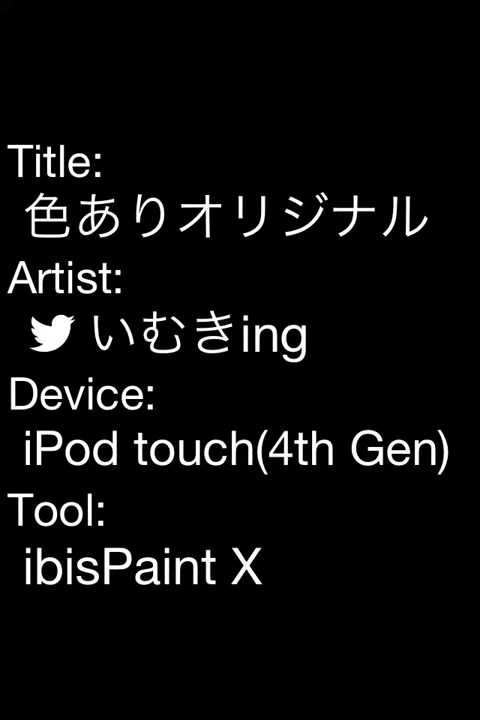 Title:
色ありオリジナル
Artist:
いむきing
Device:
iPod touch(4th Gen)
Tool:
ibisPaint X